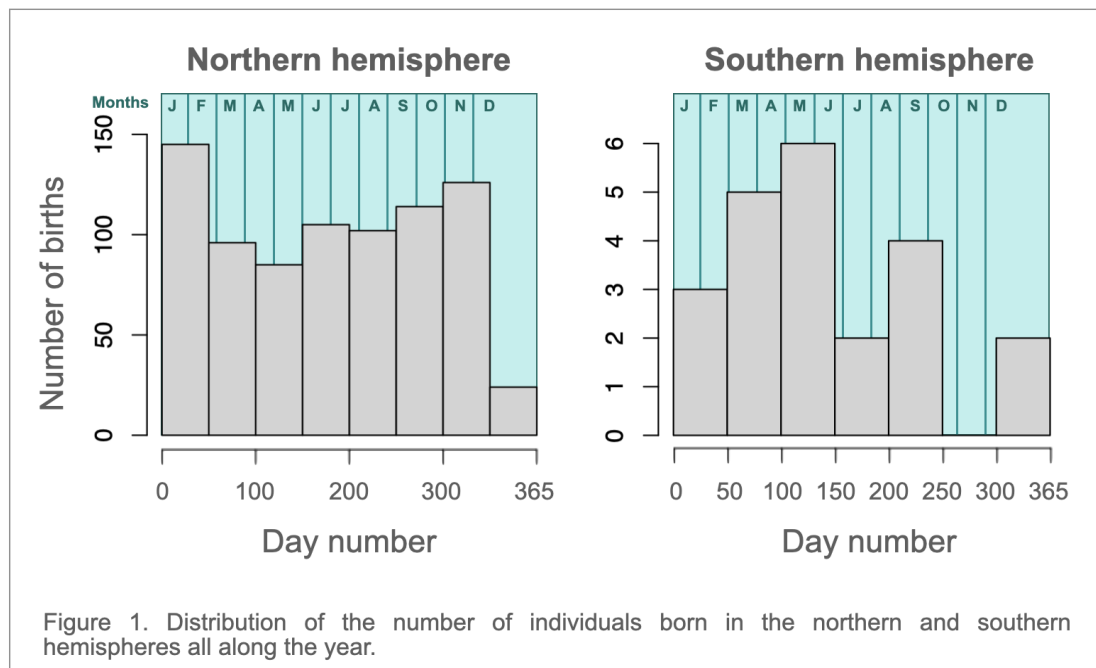 Northern hemisphere
Southern hemisphere
Months J F M A M J J A S O N D
J F M A M J J A S O N D
Number of births
150
100
50
0
6
5
4
3
2
1
0
0 100 200 300 365
0 50 100 150 200 250 300 365
Day number
Day number
Figure 1. Distribution of the number of individuals born in the northern and southern
hemispheres all along the year.